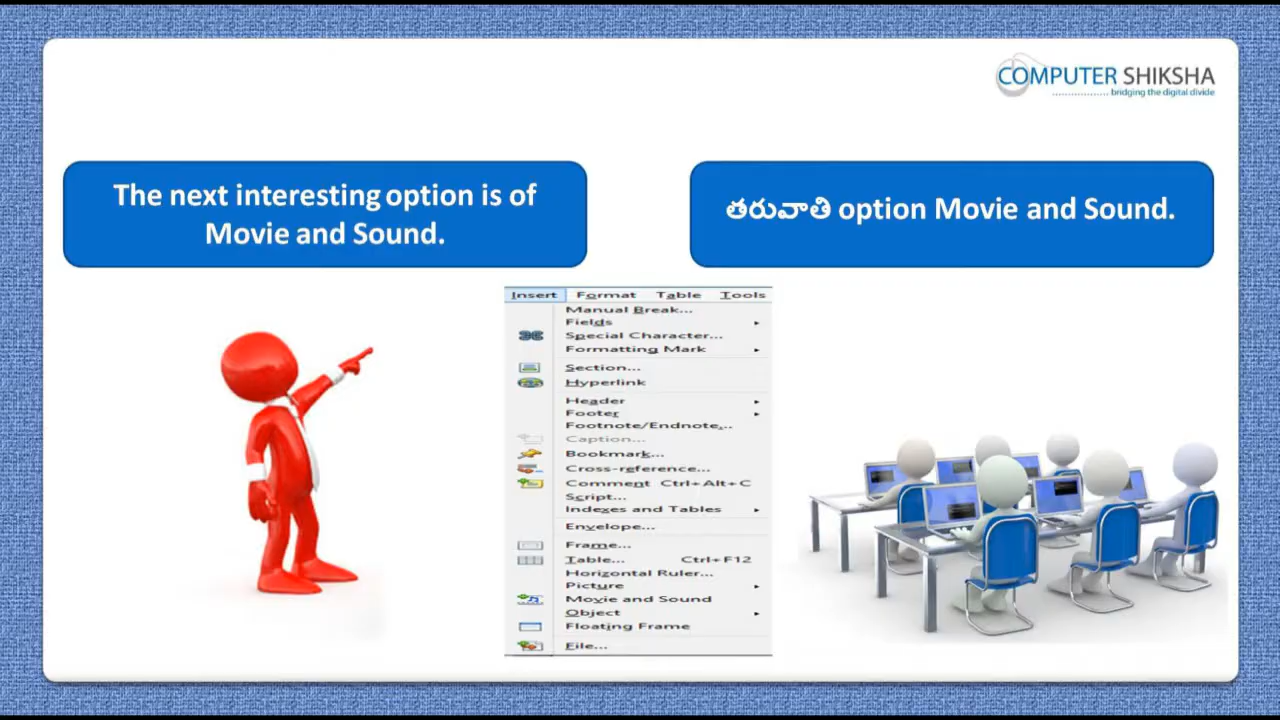 COMPUTER SHIKSHA
bridging the digital divide
The next interesting option is of
Movie and Sound.
తరువాతి option Movie and Sound.
Insert Format Table Tools
Manual Break...
Fields
Special Character...
Formatting Mark
Section...
Hyperlink
Header
Footer
Footnote/Endnote...
Caption...
Bookmark...
Cross-reference...
Comment Ctrl+Alt+C
Script...
Indexes and Tables
Envelope...
Frame...
Table... Ctrl+F12
Horizontal Ruler...
Picture
Movie and Sound
Object
Floating Frame
File...